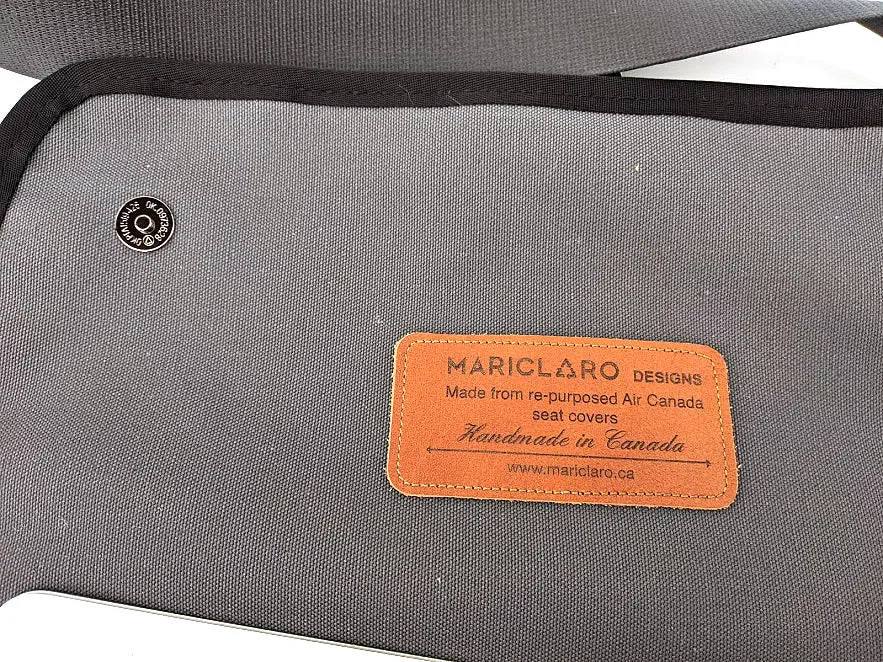 Q
MARICLARO DESIGNS
Made from re-purposed Air Canada
seat covers
Handmade in Canada
www.mariclaro.ca